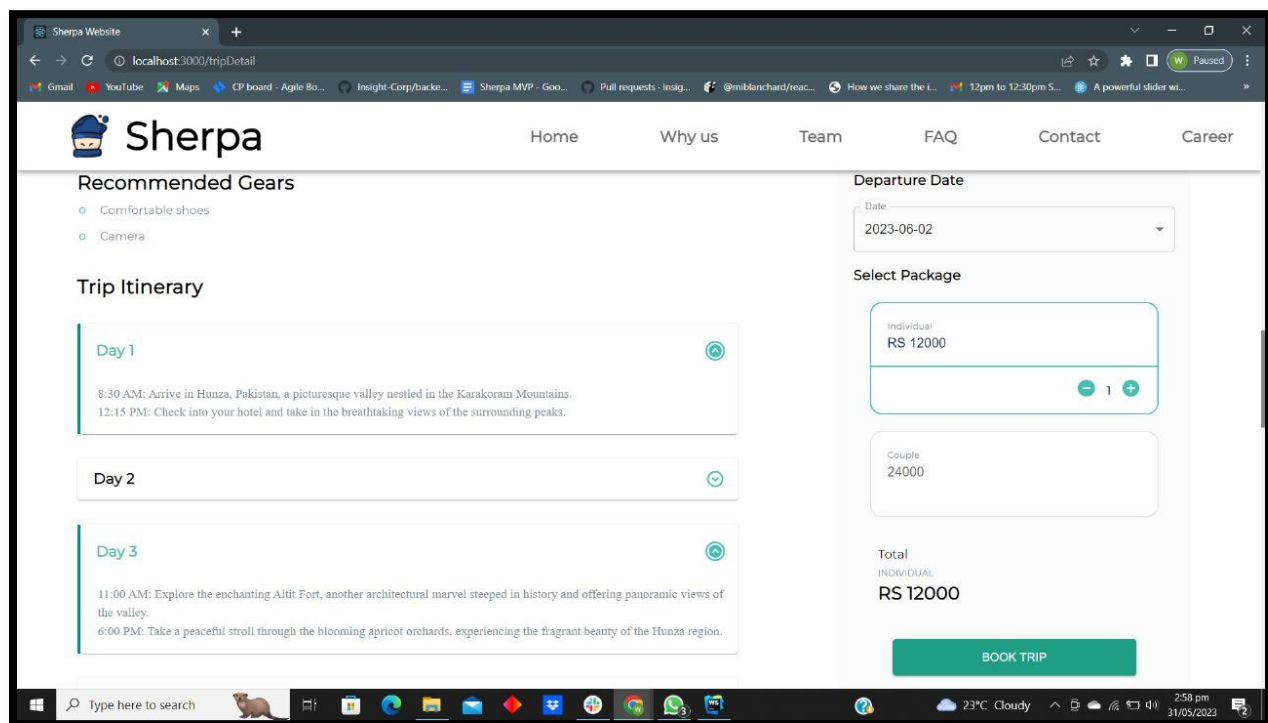 Sherpa Website
localhost:3000/tripDetail
Paused
Gmail YouTube Maps CP board - Agile Bo... Insight-Corp/backe... Sherpa MVP - Goo... Pull requests - Insig... @miblanchard/reac... How we share the i... 12pm to 12:30pm S... A powerful slider wi... »
Sherpa Home Why us Team FAQ Contact Career
Recommended Gears
Comfortable shoes
Camera
Trip Itinerary
Day 1
8:30 AM: Arrive in Hunza, Pakistan, a picturesque valley nestled in the Karakoram Mountains.
12:15 PM: Check into your hotel and take in the breathtaking views of the surrounding peaks.
Day 2
Day 3
11:00 AM: Explore the enchanting Altit Fort, another architectural marvel steeped in history and offering panoramic views of
the valley.
6:00 PM: Take a peaceful stroll through the blooming apricot orchards, experiencing the fragrant beauty of the Hunza region.
Departure Date
Date
2023-06-02
Select Package
Individual
RS 12000
1
Couple
24000
Total
INDIVIDUAL
RS 12000
BOOK TRIP
Type here to search
23°C Cloudy
2:58 pm
31/05/2023